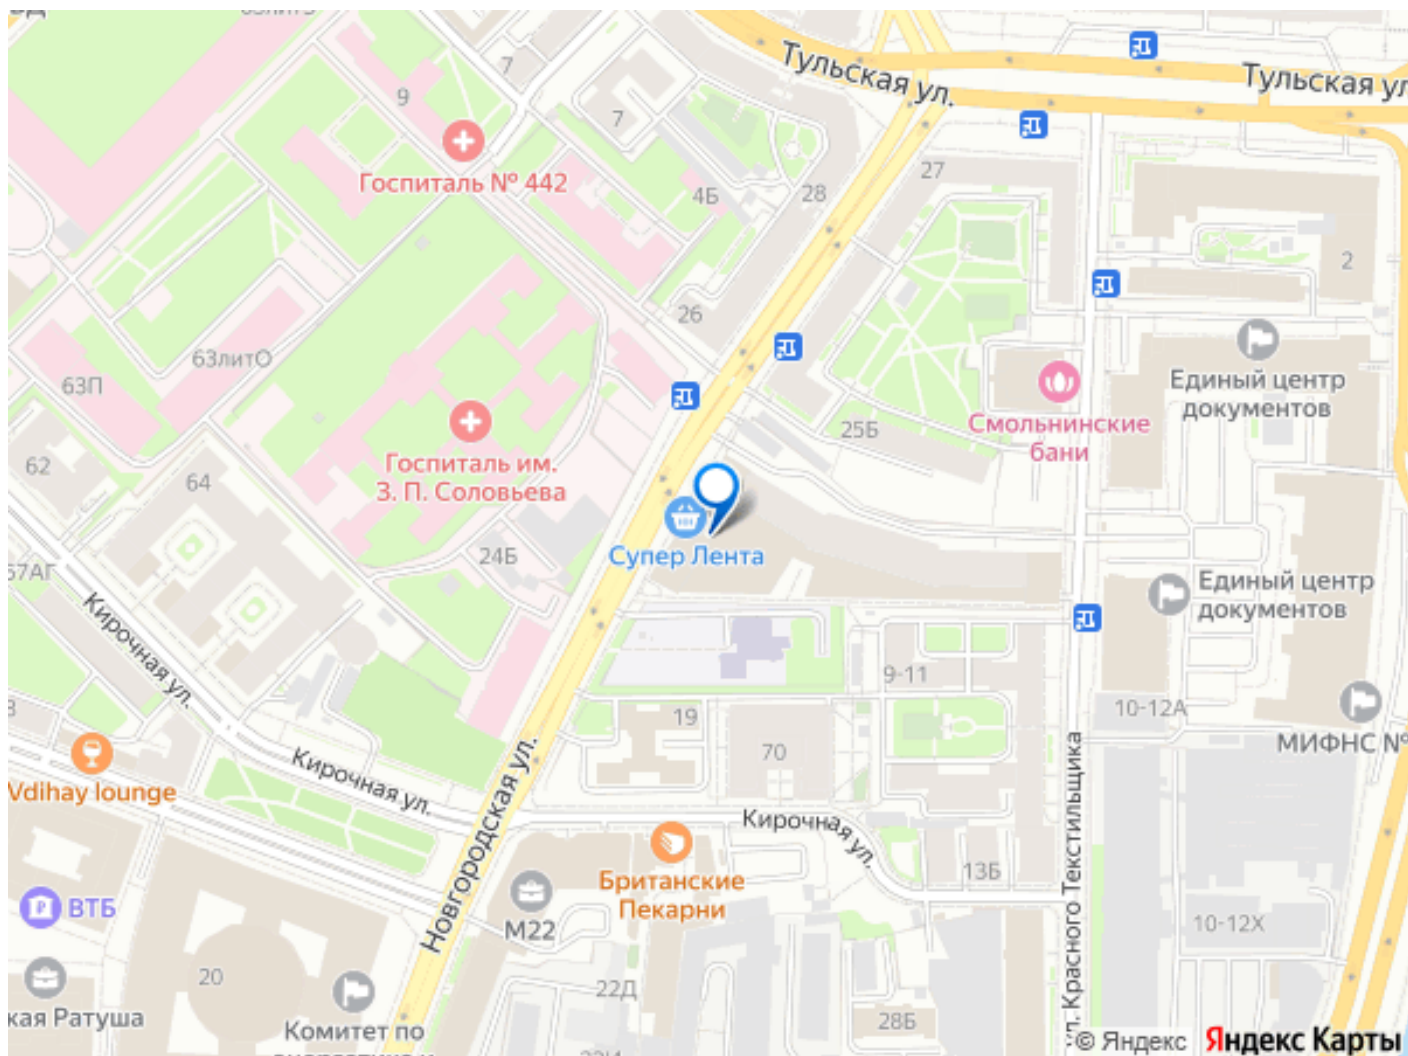 63литЭ
7
9
7
Тульская ул.
Тульская ул
Госпиталь № 442
4Б
28
27
2
26
63литО
63П
Единый центр
документов
Смольнинские
бани
25Б
62
64
Госпиталь им.
З. П. Соловьева
Супер Лента
24Б
57АГ
Единый центр
документов
Кирочная ул.
9-11
10-12А
19
70
МИФНС №
Кирочная ул.
Vdihay lounge
Новгородская ул.
Кирочная ул.
13Б
Британские
Пекарни
ВТБ
М22
10-12Х
ул. Красного Текстильщика
20
22Д
28Б
кая Ратуша
Комитет по
© Яндекс
Яндекс Карты